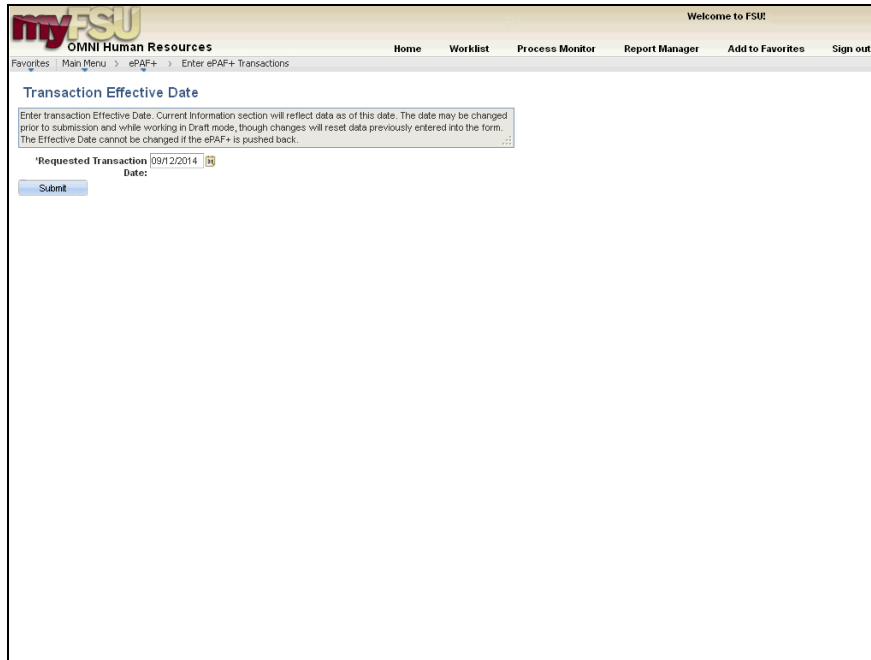 myFSU
Welcome to FSU!
OMNI Human Resources
Home Worklist Process Monitor Report Manager Add to Favorites Sign out
Favorites | Main Menu > ePAF+ > Enter ePAF+ Transactions
Transaction Effective Date
Enter transaction Effective Date. Current Information section will reflect data as of this date. The date may be changed
prior to submission and while working in Draft mode, though changes will reset data previously entered into the form.
The Effective Date cannot be changed if the ePAF+ is pushed back.
*Requested Transaction 09/12/2014
Date:
Submit